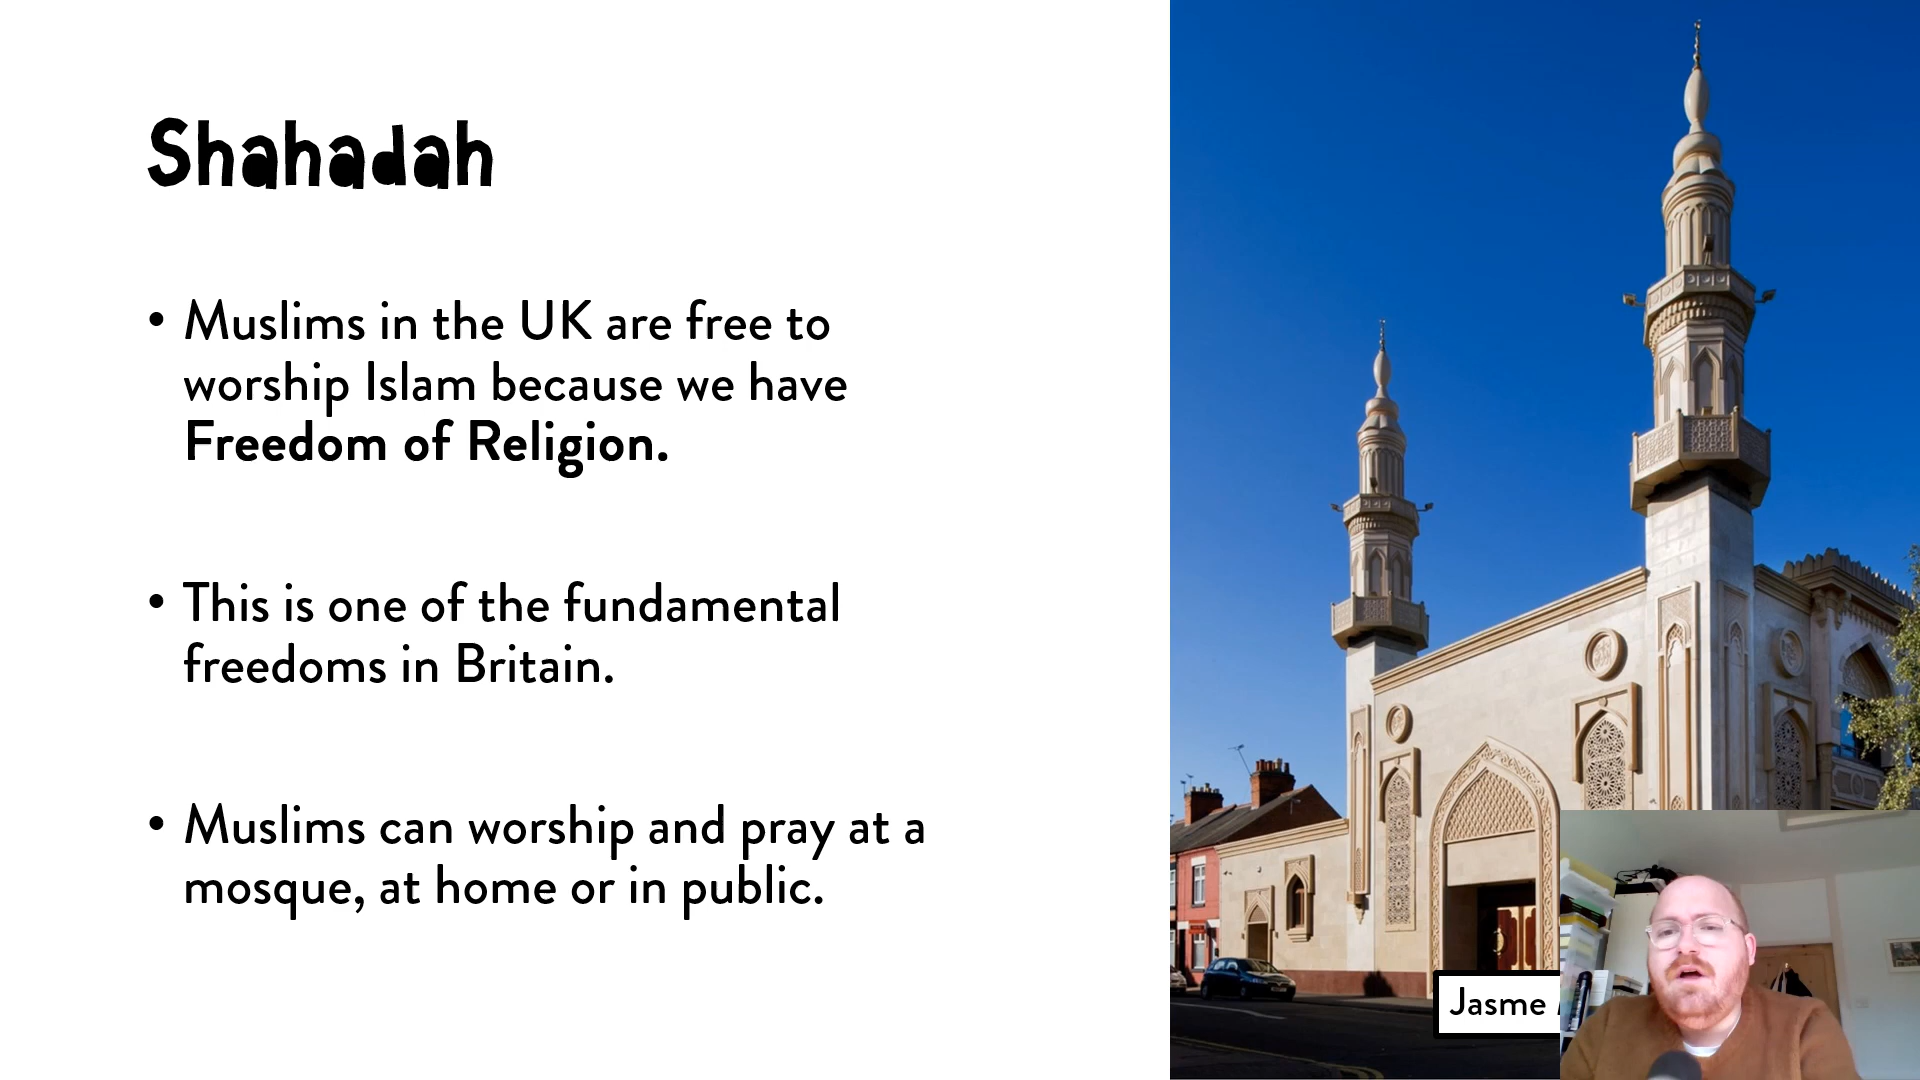 Shahadah
• Muslims in the UK are free to
worship Islam because we have
Freedom of Religion.
• This is one of the fundamental
freedoms in Britain.
• Muslims can worship and pray at a
mosque, at home or in public.
Jasme